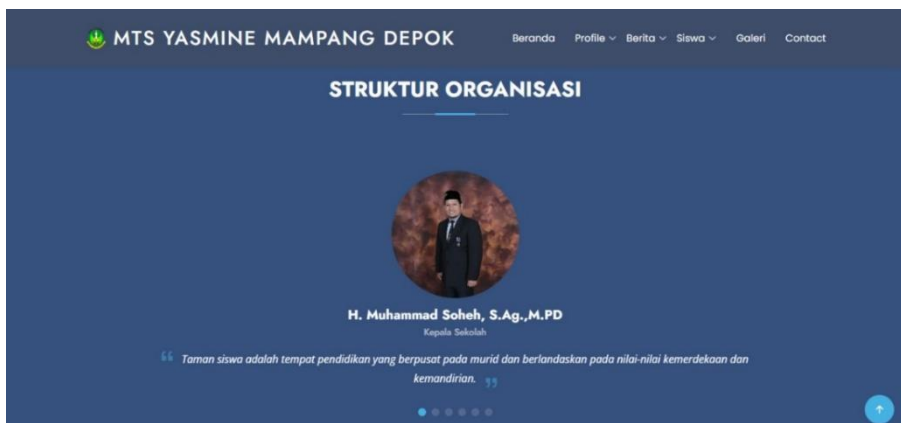 MTS YASMINE MAMPANG DEPOK
Beranda Profile Berita Siswa Galeri Contact
STRUKTUR ORGANISASI
H. Muhammad Soheh, S.Ag.,M.PD
Kepala Sekolah
“ Taman siswa adalah tempat pendidikan yang berpusat pada murid dan berlandaskan pada nilai-nilai kemerdekaan dan
kemandirian. ”